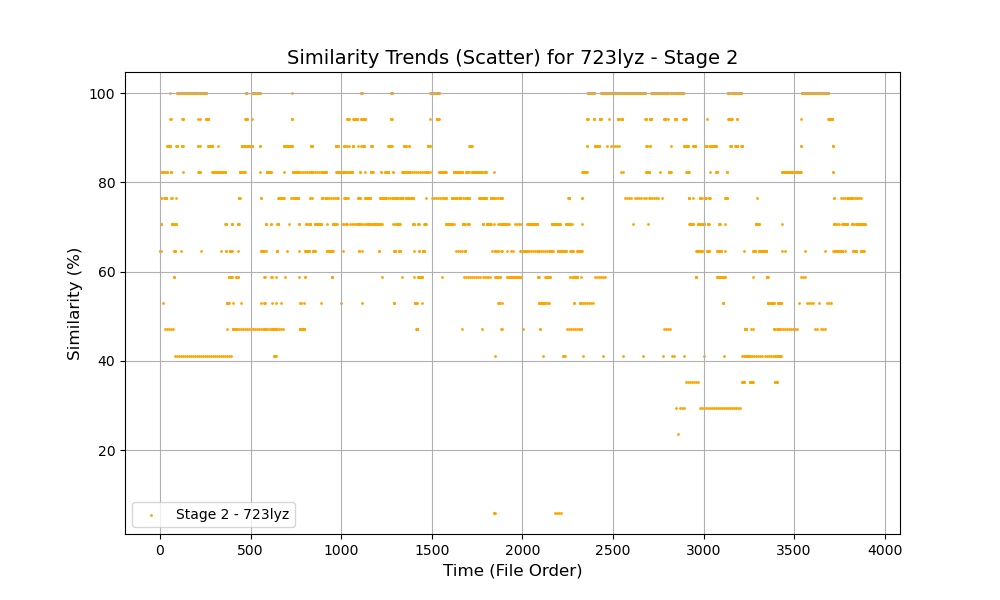 Similarity Trends (Scatter) for 723lyz - Stage 2
Similarity (%)
100
80
60
40
20
Stage 2 - 723lyz
0 500 1000 1500 2000 2500 3000 3500 4000
Time (File Order)